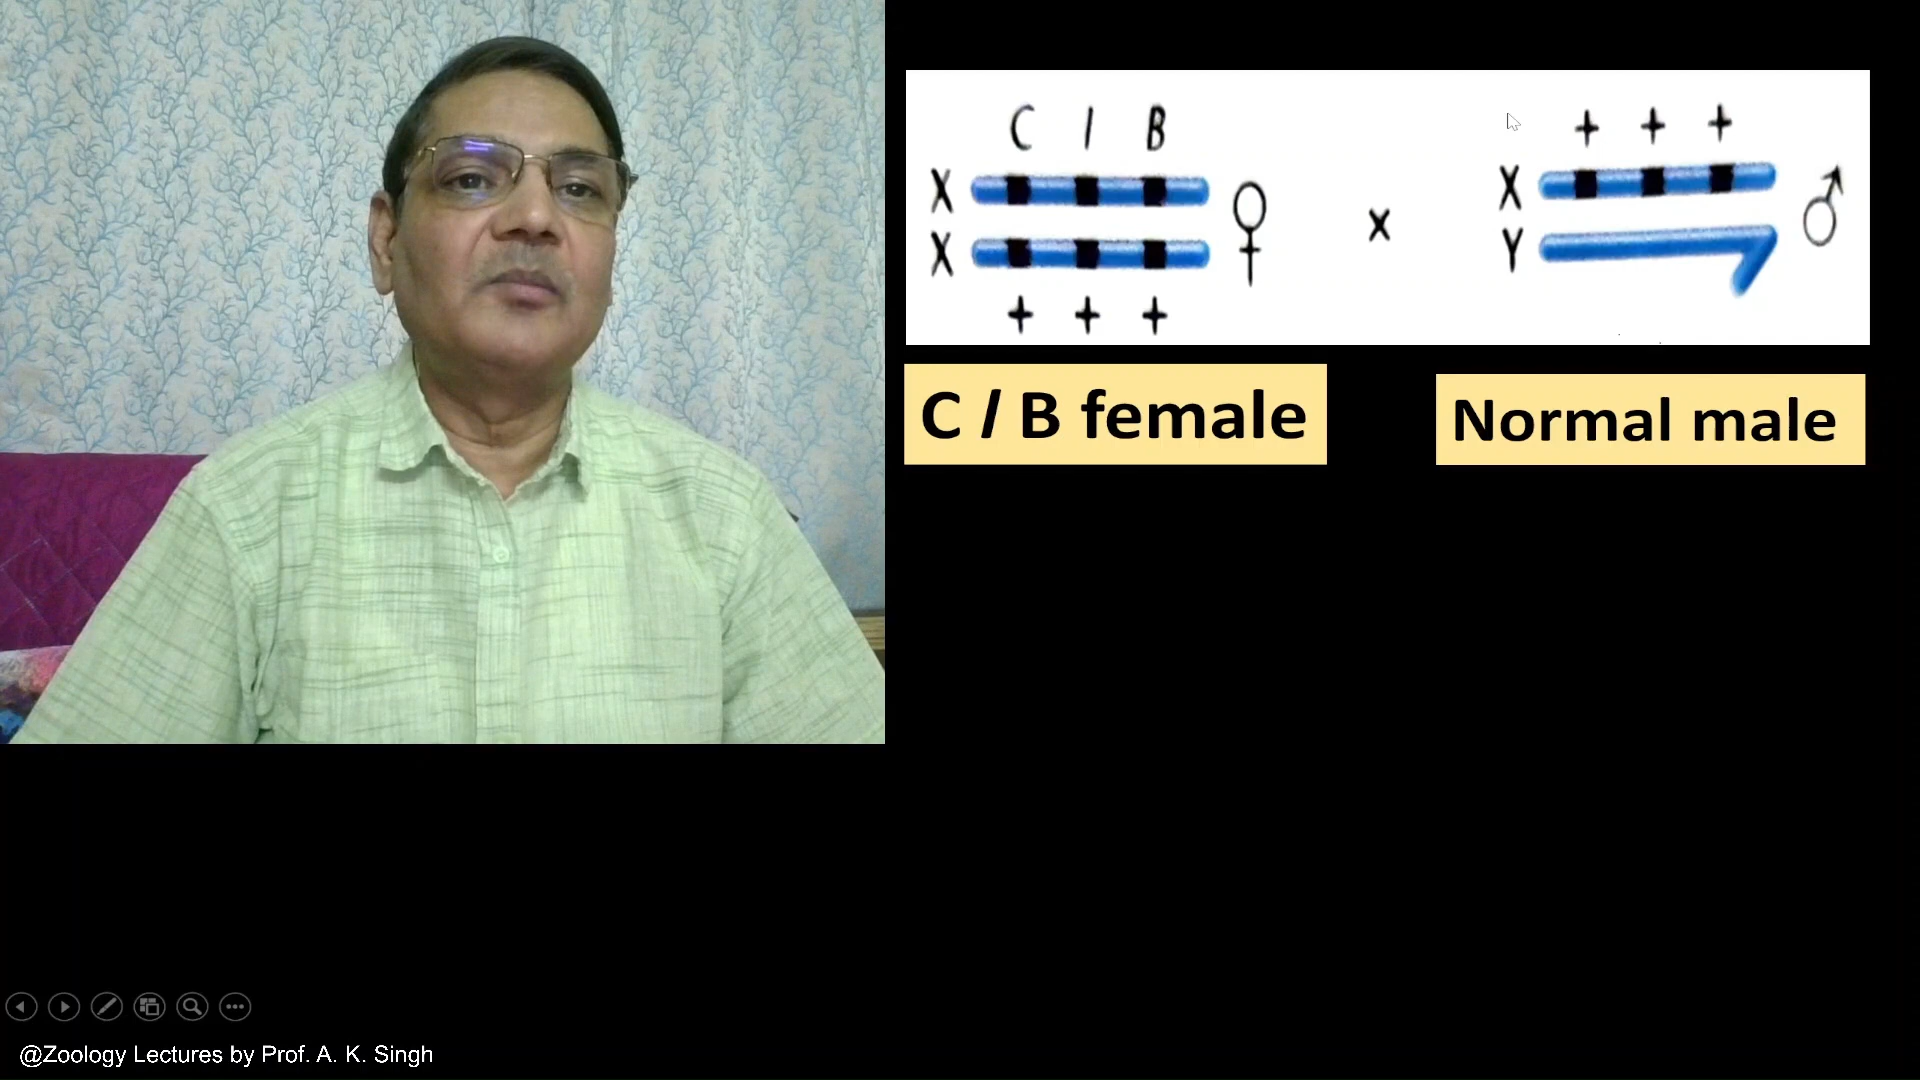 C l B
X
X
+ + +
♀
x
+ + +
X
Y
♂
C l B female
Normal male
@Zoology Lectures by Prof. A. K. Singh